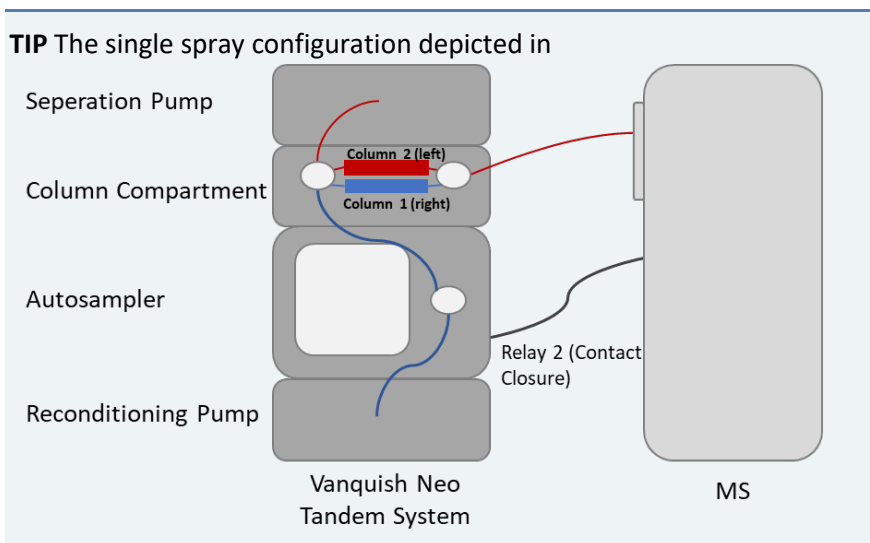 TIP The single spray configuration depicted in
Seperation Pump
Column 2 (left)
Column Compartment
Column 1 (right)
Autosampler
Relay 2 (Contact
Closure)
Reconditioning Pump
Vanquish Neo
Tandem System
MS